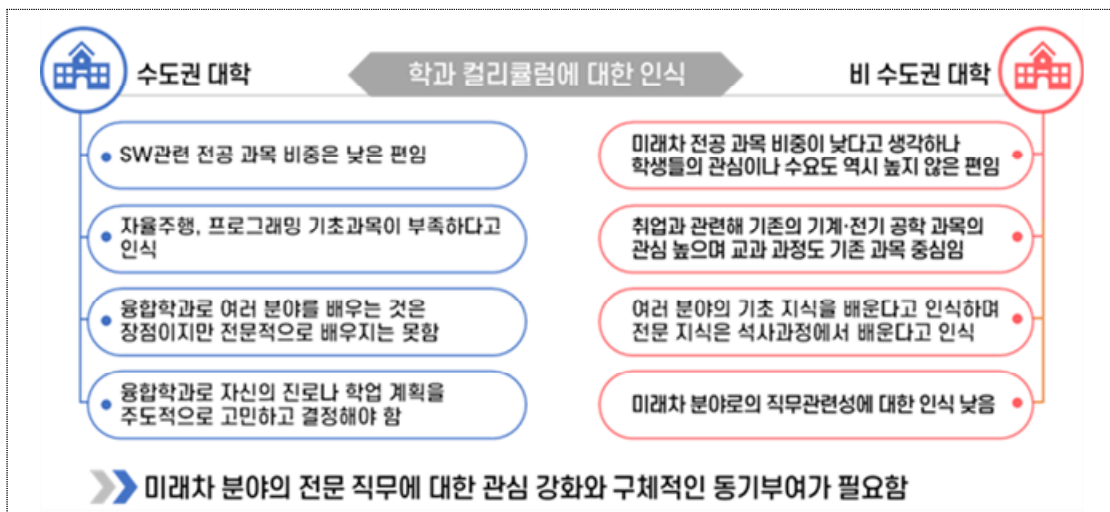 수도권 대학
학과 컬리큘럼에 대한 인식
비 수도권 대학
SW관련 전공 과목 비중은 낮은 편임
자율주행, 프로그래밍 기초과목이 부족하다고
인식
융합학과로 여러 분야를 배우는 것은
장점이지만 전문적으로 배우지는 못함
융합학과로 자신의 진로나 학업 계획을
주도적으로 고민하고 결정해야 함
미래차 전공 과목 비중이 낮다고 생각하나
학생들의 관심이나 수요도 역시 높지 않은 편임
취업과 관련해 기존의 기계·전기 공학 과목의
관심 높으며 교과 과정도 기존 과목 중심임
여러 분야의 기초 지식을 배운다고 인식하며
전문 지식은 석사과정에서 배운다고 인식
미래차 분야로의 직무관련성에 대한 인식 낮음
미래차 분야의 전문 직무에 대한 관심 강화와 구체적인 동기부여가 필요함